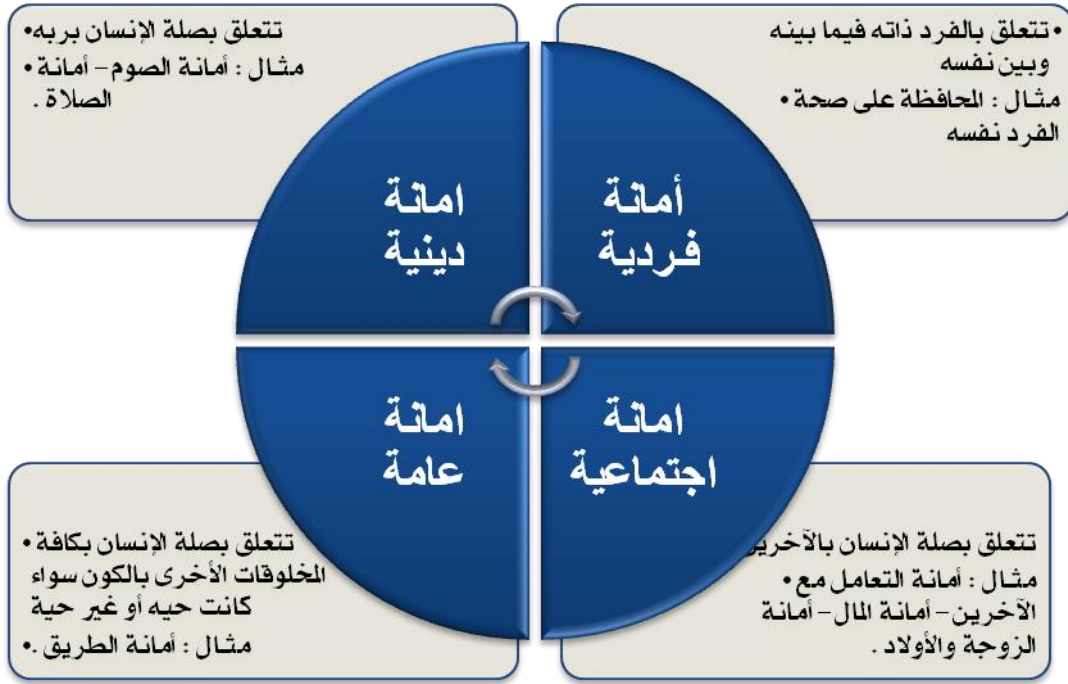 •تتعلق بالفرد ذاته فيما بينه
وبين نفسه
مثال : المحافظة على صحة•
الفرد نفسه
أمانة
فردية
تتعلق بصلة الإنسان بربه•
مثال : أمانة الصوم – أمانة•
الصلاة .
امانة
دينية
تتعلق بصلة الإنسان بالآخرين
مثال : أمانة التعامل مع•
الآخرين – أمانة المال – أمانة
الزوجة والأولاد .
امانة
اجتماعية
تتعلق بصلة الإنسان بكافة•
المخلوقات الأخرى بالكون سواء
كانت حيه أو غير حية
مثال : أمانة الطريق .•
امانة
عامة